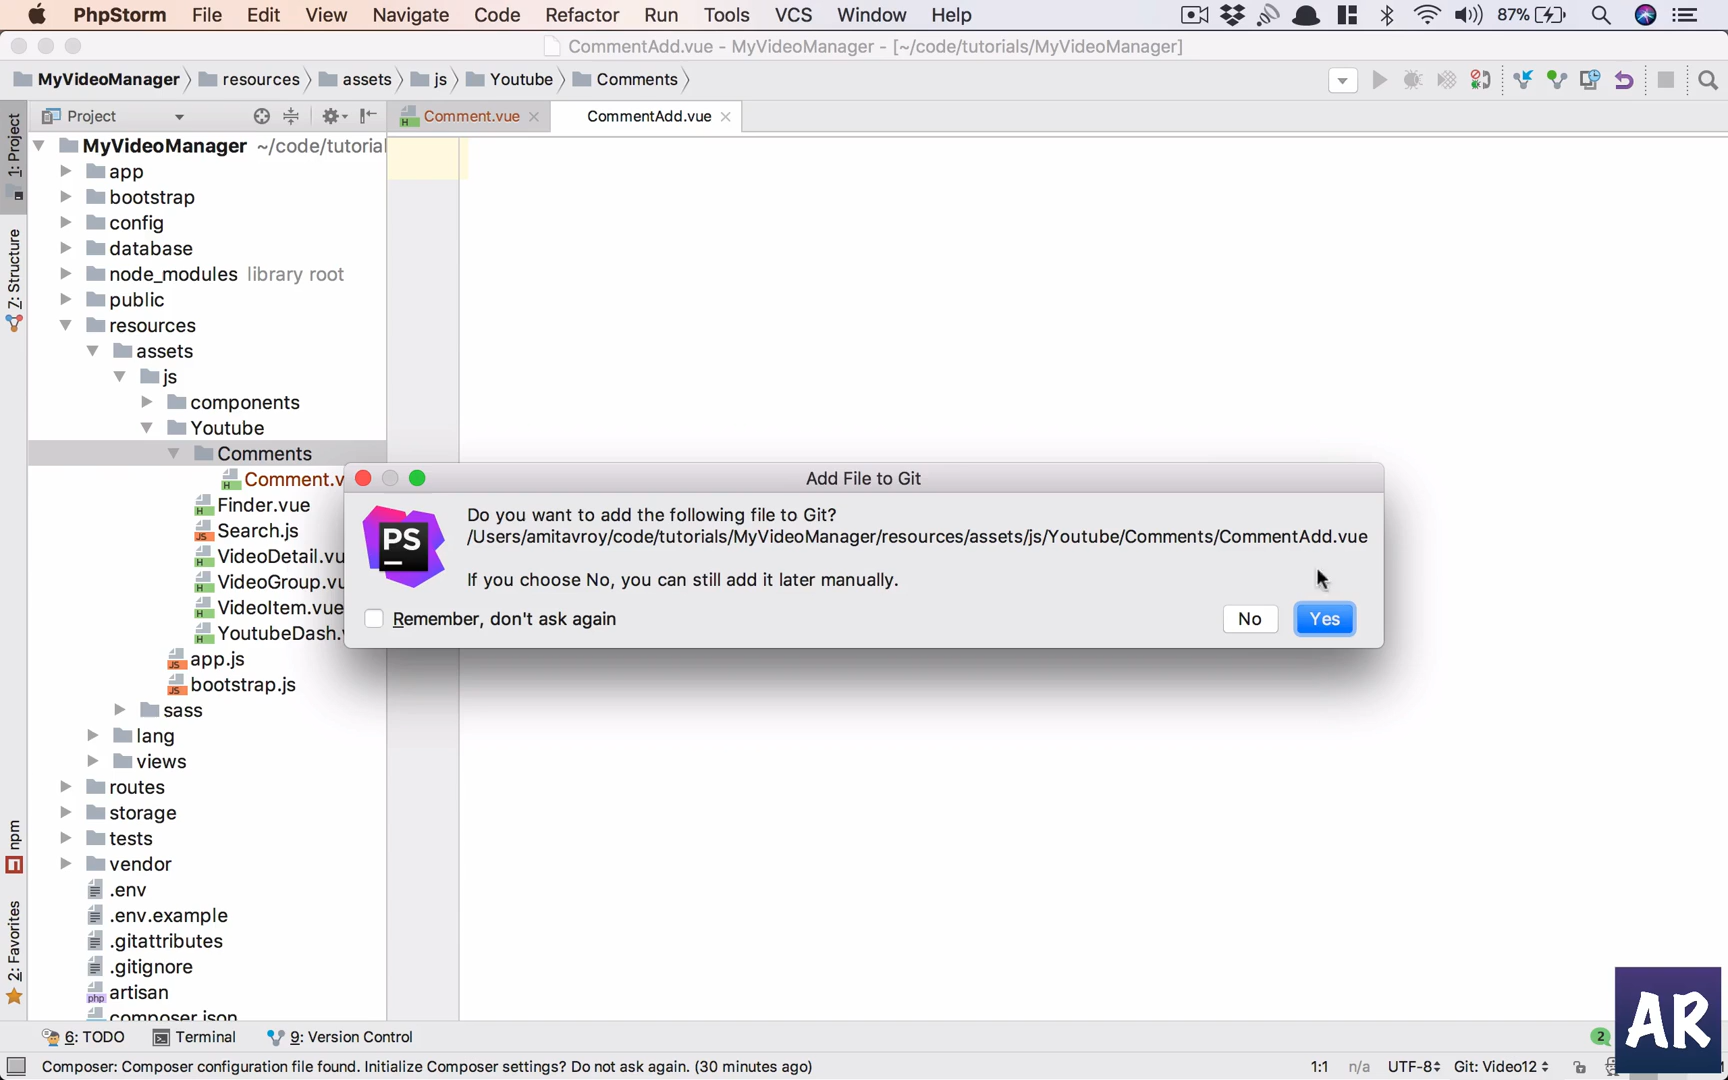 PhpStorm File Edit View Navigate Code Refactor Run Tools VCS Window Help 87%
CommentAdd.vue - MyVideoManager - [~/code/tutorials/MyVideoManager]
MyVideoManager resources assets js Youtube Comments
Project Comment.vue CommentAdd.vue
1: Project
7: Structure
npm
2: Favorites
MyVideoManager ~/code/tutorial
app
bootstrap
config
database
node_modules library root
public
resources
assets
js
components
Youtube
Comments
Comment.v
Finder.vue
Search.js
VideoDetail.vu
VideoGroup.vu
VideoItem.vue
YoutubeDash.v
app.js
bootstrap.js
sass
lang
views
routes
storage
tests
vendor
.env
.env.example
.gitattributes
.gitignore
artisan
composer.json
Add File to Git
PS
Do you want to add the following file to Git?
/Users/amitavroy/code/tutorials/MyVideoManager/resources/assets/js/Youtube/Comments/CommentAdd.vue
If you choose No, you can still add it later manually.
Remember, don't ask again No Yes
6: TODO Terminal 9: Version Control 2
Composer: Composer configuration file found. Initialize Composer settings? Do not ask again. (30 minutes ago) 1:1 n/a UTF-8 Git: Video12
AR